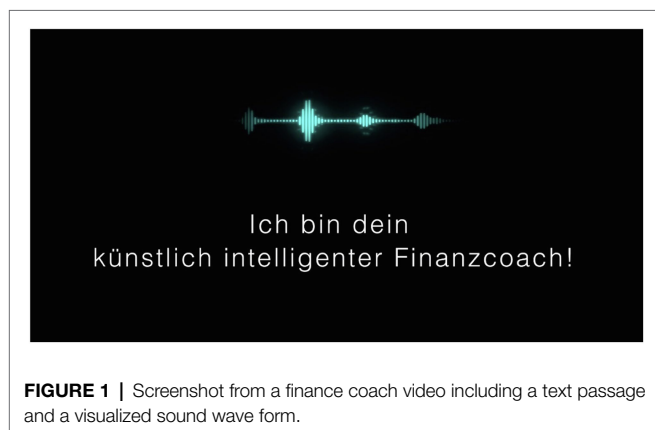 Ich bin dein
künstlich intelligenter Finanzcoach!
FIGURE 1 | Screenshot from a finance coach video including a text passage
and a visualized sound wave form.